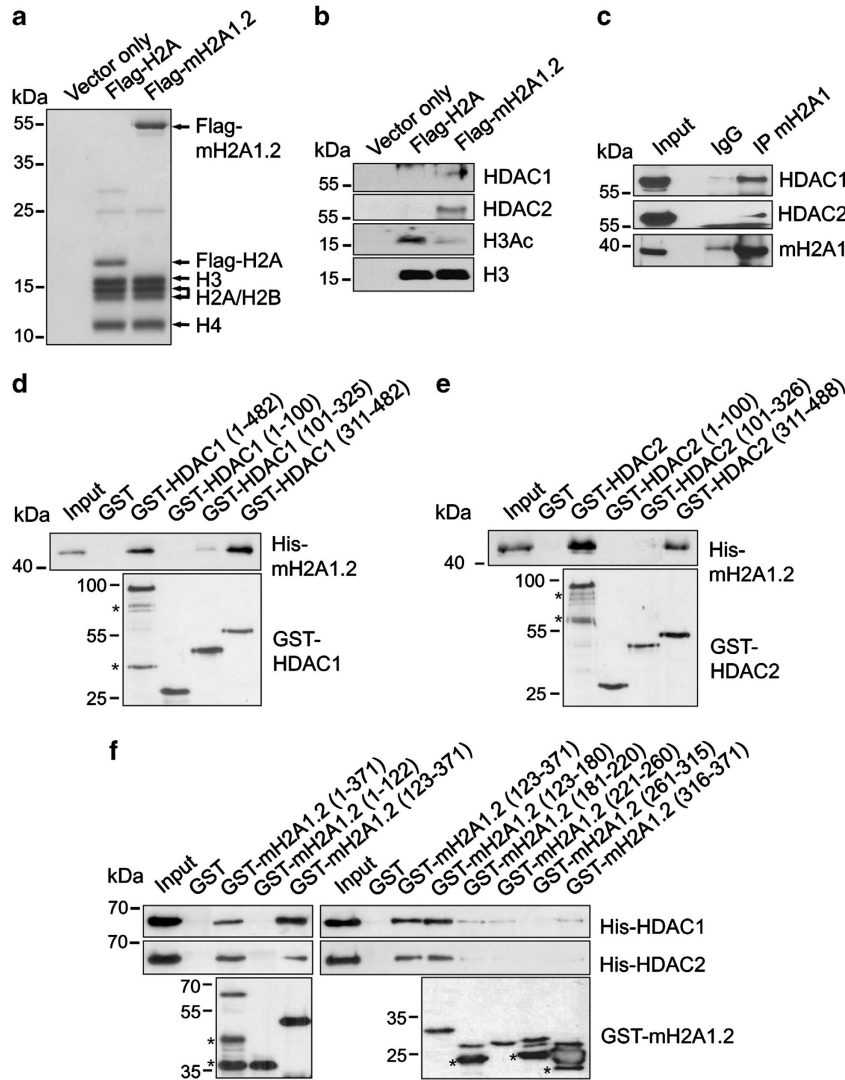 a
Vector only
Flag-H2A
Flag-mH2A1.2
kDa
55
35
25
15
10
Flag-
mH2A1.2
Flag-H2A
H3
H2A/H2B
H4
b
Vector only
Flag-H2A
Flag-mH2A1.2
kDa
55
HDAC1
55
HDAC2
15
H3Ac
15
H3
c
Input
IgG
IP mH2A1
kDa
55
HDAC1
55
HDAC2
40
mH2A1
d
Input
GST
GST-HDAC1 (1-482)
GST-HDAC1 (1-100)
GST-HDAC1 (101-325)
GST-HDAC1 (311-482)
kDa
40
His-
mH2A1.2
100
*
55
*
25
GST-
HDAC1
e
Input
GST
GST-HDAC2
GST-HDAC2 (1-100)
GST-HDAC2 (101-326)
GST-HDAC2 (311-488)
kDa
40
His-
mH2A1.2
100
*
*
55
25
GST-
HDAC2
f
Input
GST
GST-mH2A1.2 (1-371)
GST-mH2A1.2 (1-122)
GST-mH2A1.2 (123-371)
Input
GST
GST-mH2A1.2 (123-371)
GST-mH2A1.2 (123-180)
GST-mH2A1.2 (181-220)
GST-mH2A1.2 (221-260)
GST-mH2A1.2 (261-315)
GST-mH2A1.2 (316-371)
kDa
70
His-HDAC1
70
His-HDAC2
70
55
*
*
35
35
25
*
*
*
GST-mH2A1.2